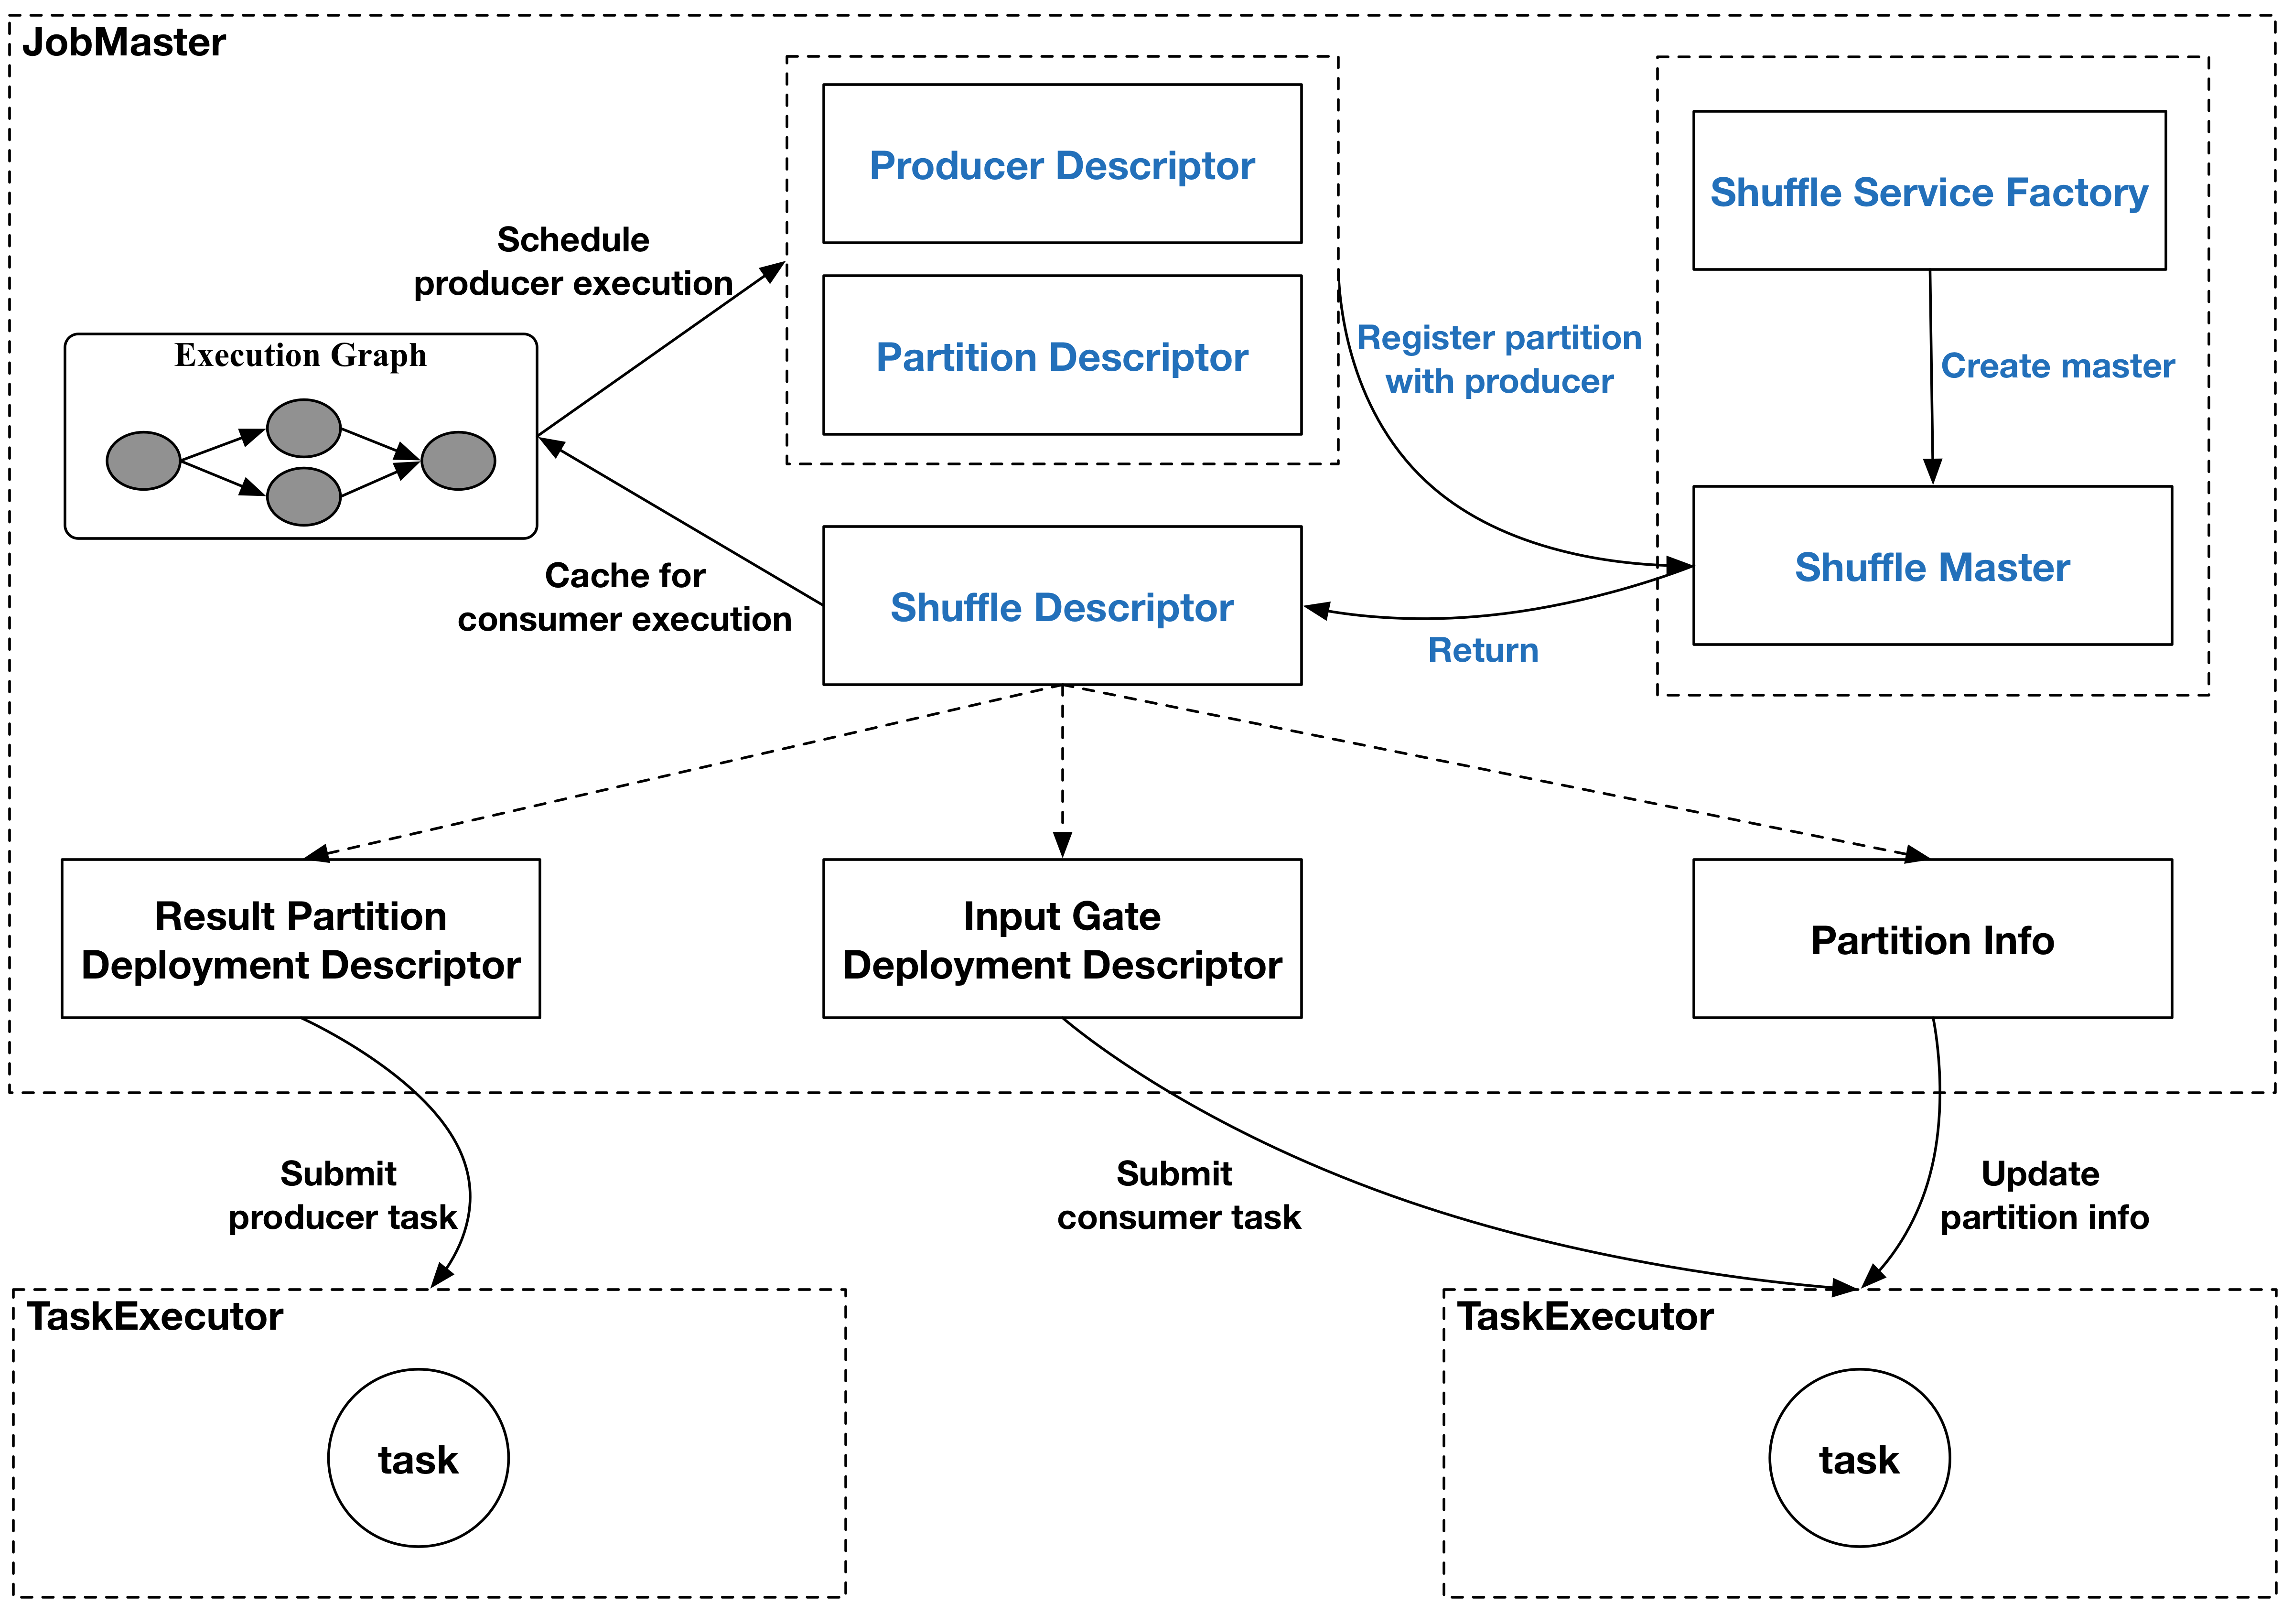 JobMaster
Producer Descriptor
Shuffle Service Factory
Schedule
producer execution
Register partition
with producer
Execution Graph
Partition Descriptor
Create master
Cache for
consumer execution
Shuffle Descriptor
Shuffle Master
Return
Result Partition
Deployment Descriptor
Input Gate
Deployment Descriptor
Partition Info
Submit
producer task
Submit
consumer task
Update
partition info
TaskExecutor
task
TaskExecutor
task